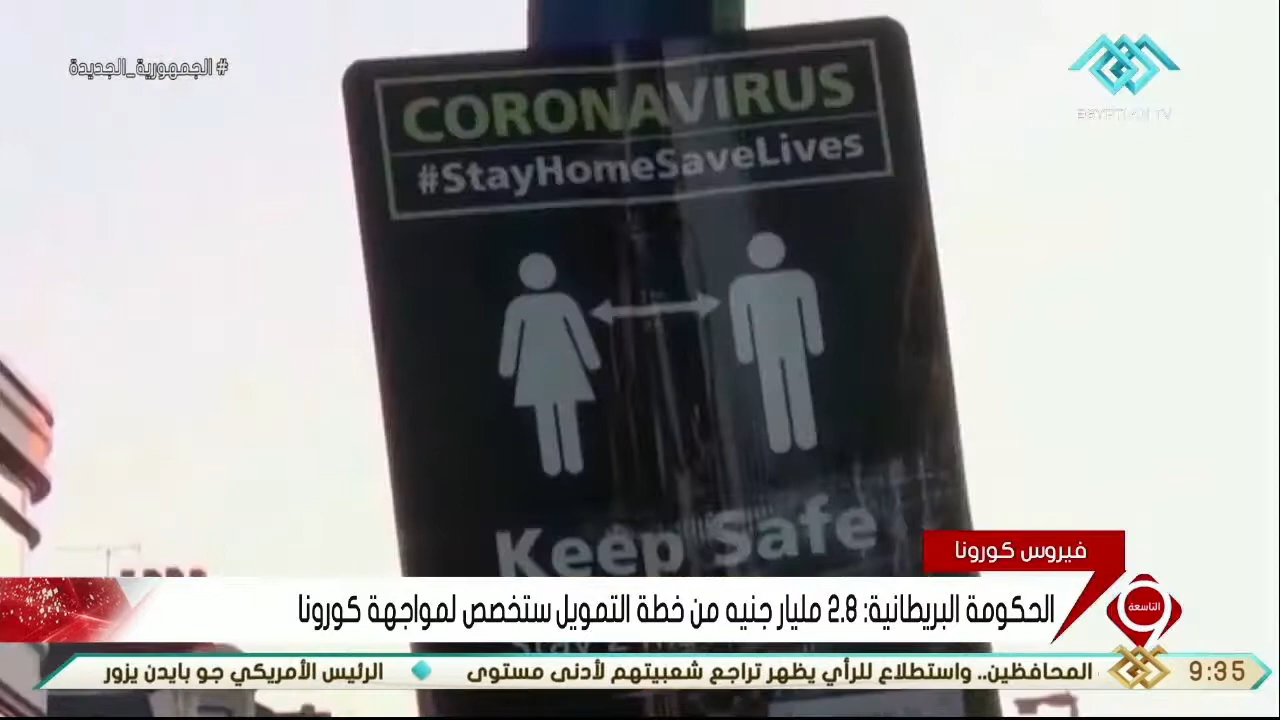 # الجمهورية_الجديدة
EGYPTIAN TV
CORONAVIRUS
#StayHomeSaveLives
Keep Safe
فيروس كورونا
الحكومة البريطانية: 2.8 مليار جنيه من خطة التمويل ستخصص لمواجهة كورونا
التاسعة
المحافظين.. واستطلاع للرأي يظهر تراجع شعبيتهم لأدنى مستوى
الرئيس الأمريكي جو بايدن يزور
9:35